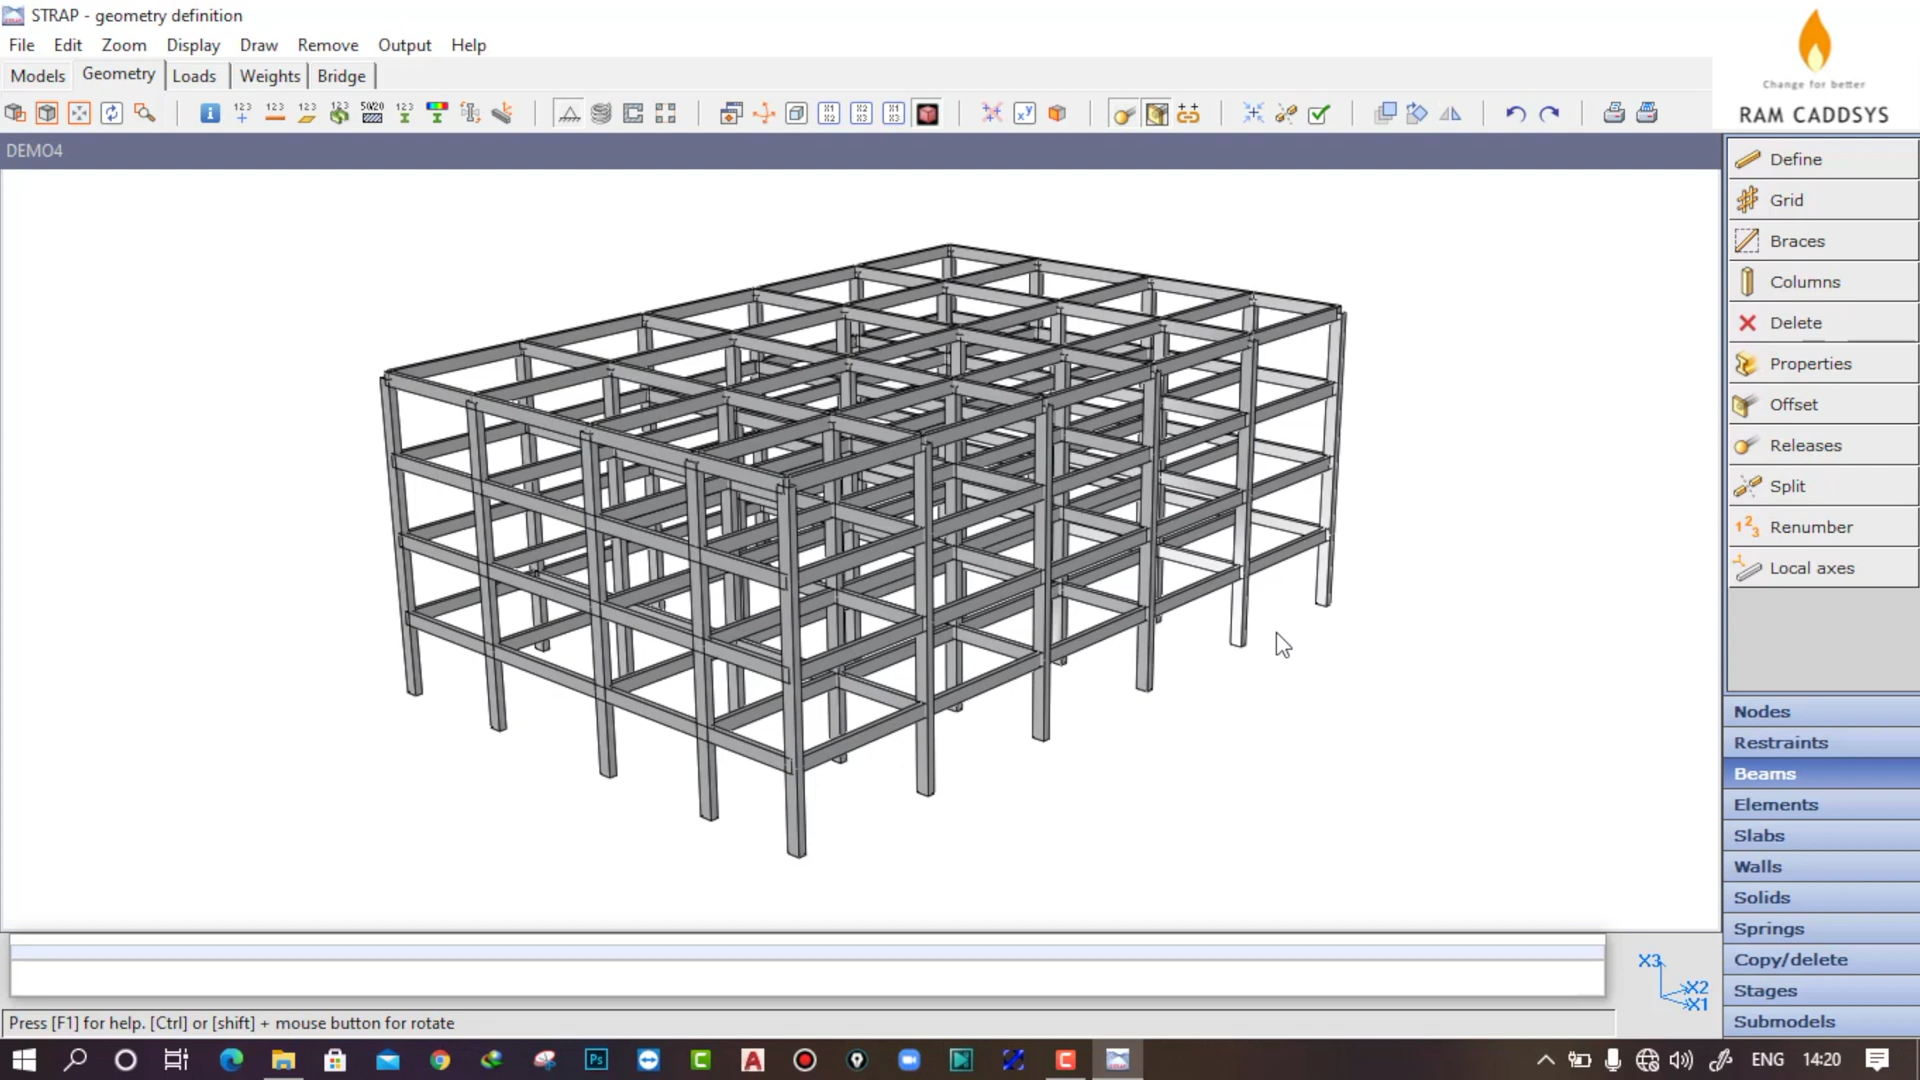 STRAP - geometry definition
File Edit Zoom Display Draw Remove Output Help
Models Geometry Loads Weights Bridge
Change for better
RAM CADDSYS
DEMO4
Define
Grid
Braces
Columns
Delete
Properties
Offset
Releases
Split
Renumber
Local axes
Nodes
Restraints
Beams
Elements
Slabs
Walls
Solids
Springs
Copy/delete
Stages
Submodels
X3
X2
X1
Press [F1] for help. [Ctrl] or [shift] + mouse button for rotate
ENG 14:20